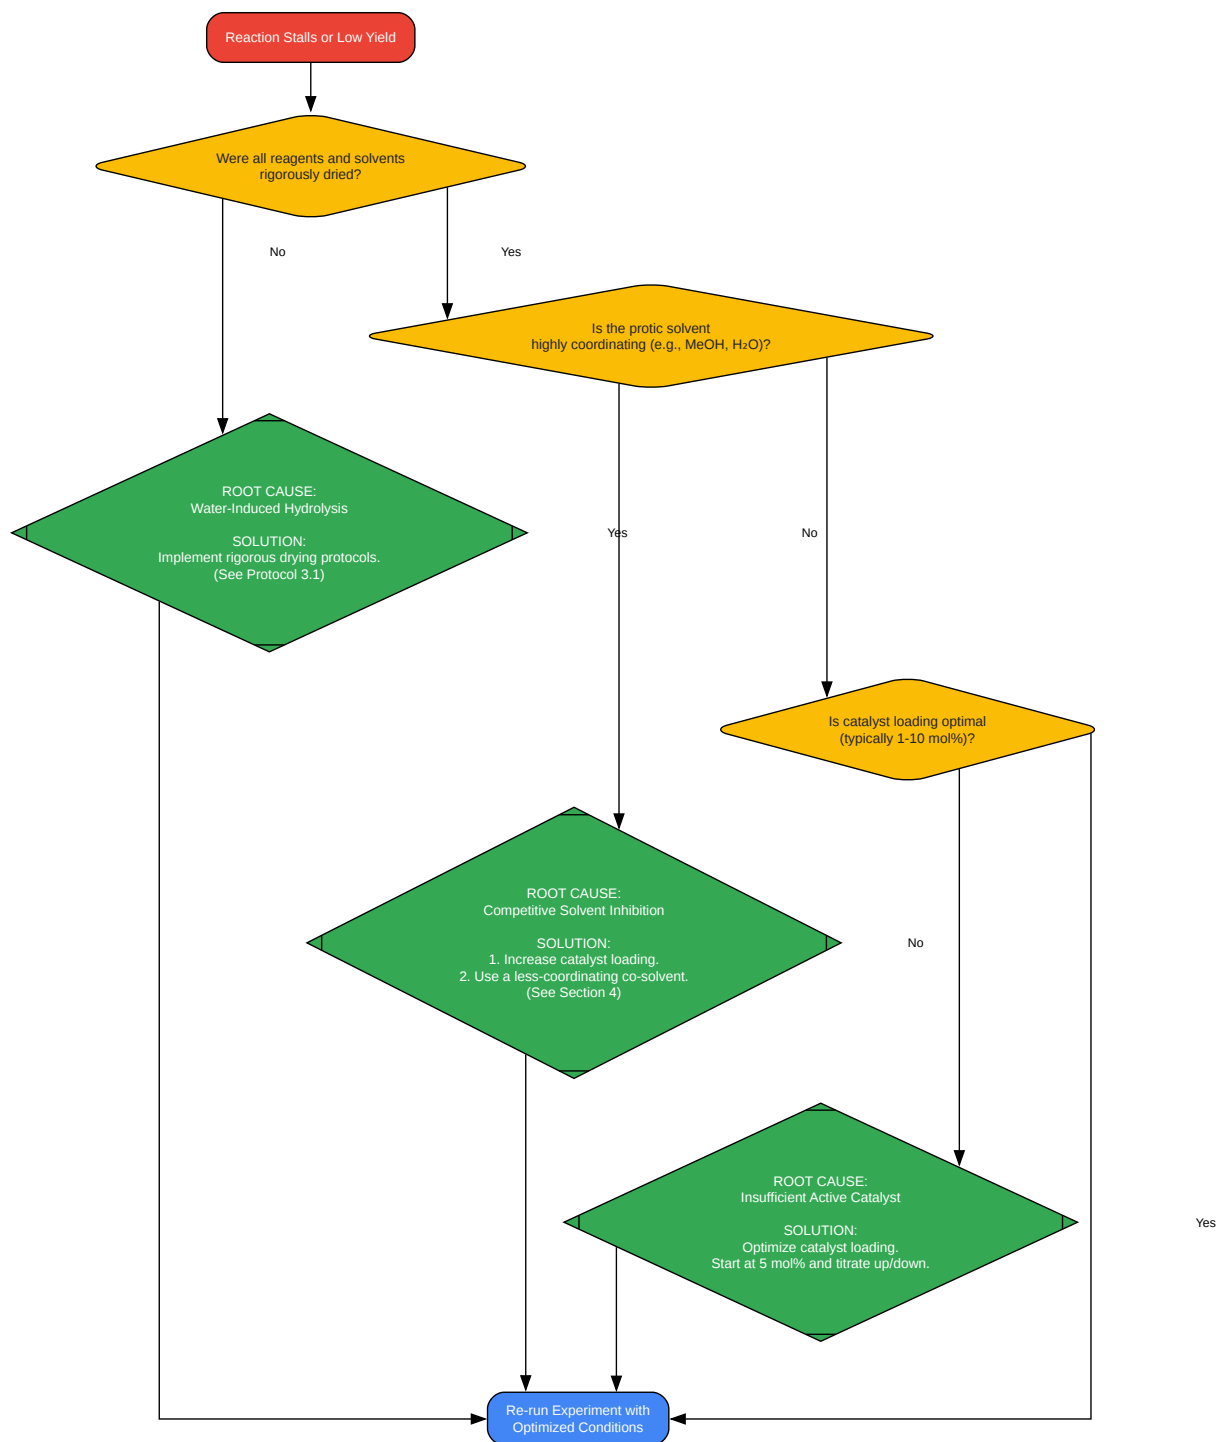 Reaction Stalls or Low Yield
Were all reagents and solvents
rigorously dried?
No
Yes
Is the protic solvent
highly coordinating (e.g., MeOH, H₂O)?
ROOT CAUSE:
Water-Induced Hydrolysis
SOLUTION:
Implement rigorous drying protocols.
(See Protocol 3.1)
Yes
No
Is catalyst loading optimal
(typically 1-10 mol%)?
ROOT CAUSE:
Competitive Solvent Inhibition
SOLUTION:
1. Increase catalyst loading.
2. Use a less-coordinating co-solvent.
(See Section 4)
No
ROOT CAUSE:
Insufficient Active Catalyst
SOLUTION:
Optimize catalyst loading.
Start at 5 mol% and titrate up/down.
Yes
Re-run Experiment with
Optimized Conditions